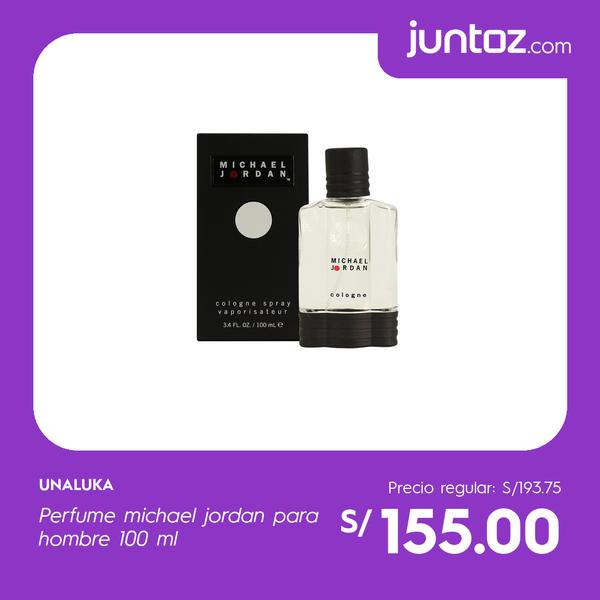 juntoz.com
MICHAEL
JORDAN™
cologne spray
vaporisateur
3.4 FL. OZ. / 100 mL ℮
MICHAEL
JORDAN
cologne
UNALUKA
Perfume michael jordan para
hombre 100 ml
Precio regular: S/193.75
S/155.00